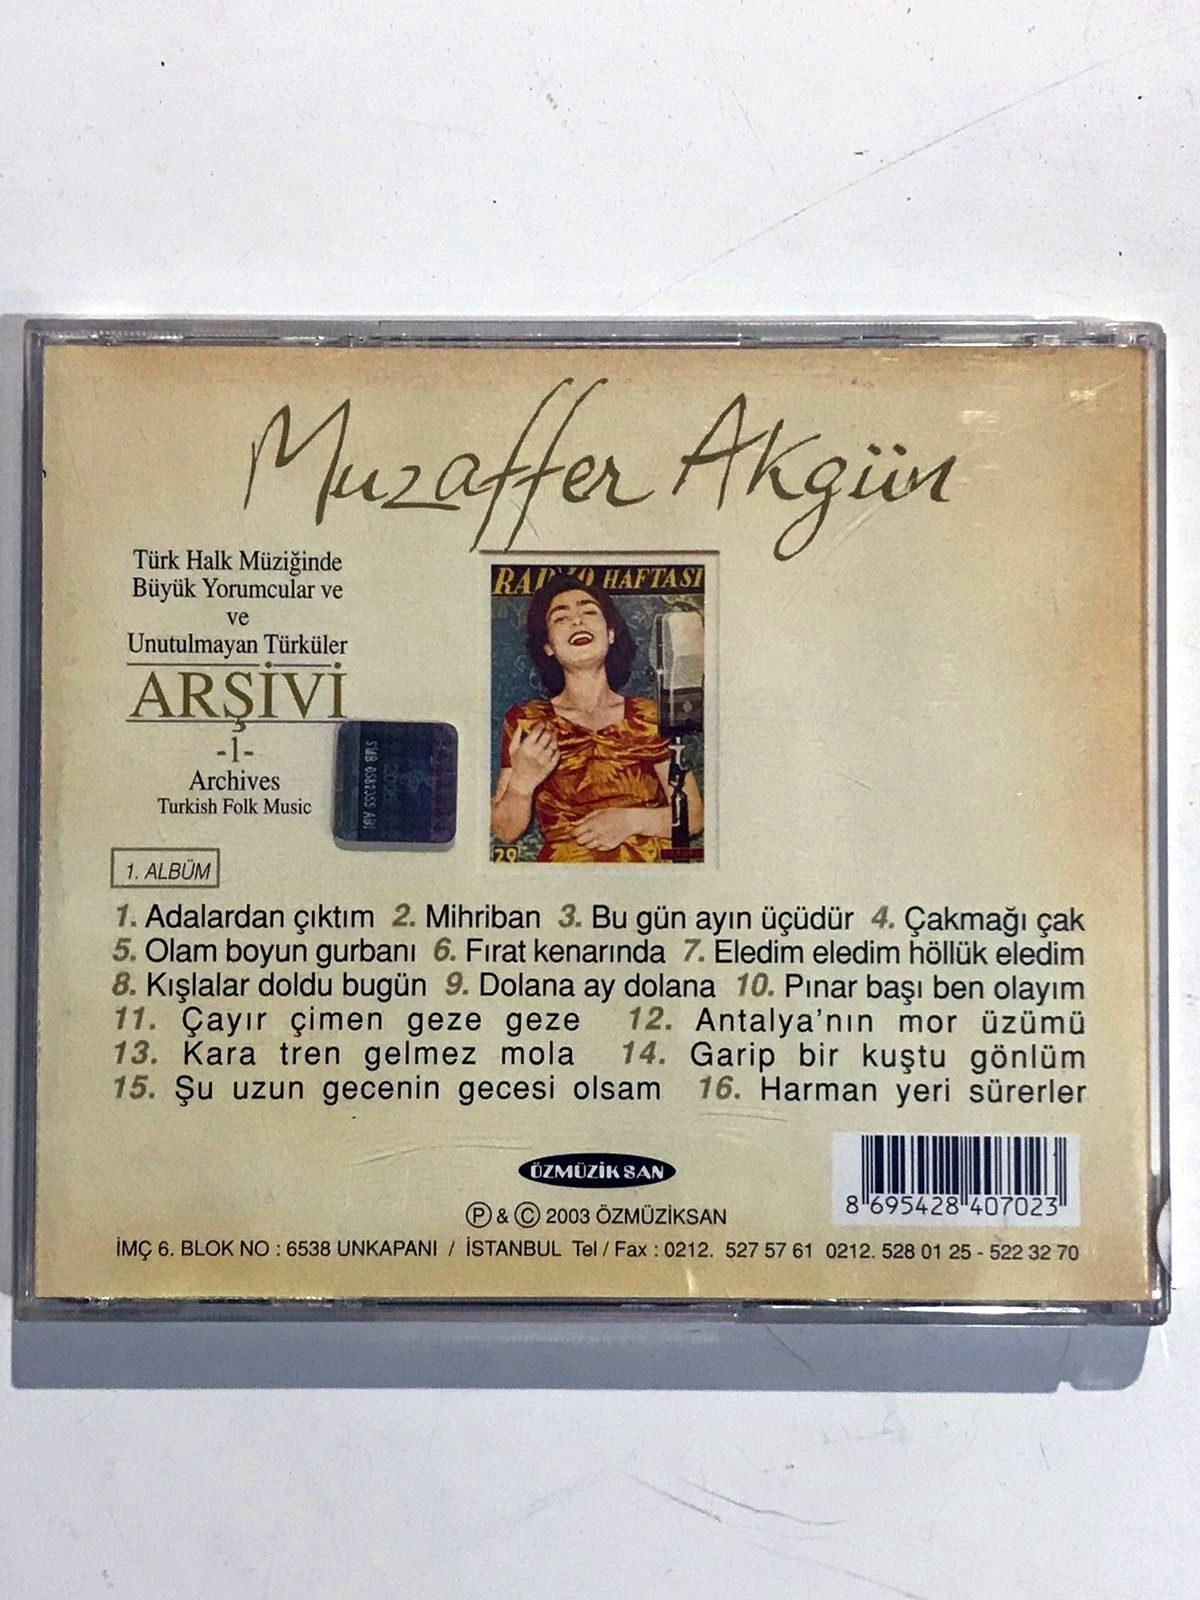 Muzaffer Akgün
Türk Halk Müziğinde
Büyük Yorumcular ve
ve
Unutulmayan Türküler
ARŞİVİ
-1-
Archives
Turkish Folk Music
HAFTASI
29
1. ALBÜM
1. Adalardan çıktım 2. Mihriban 3. Bu gün ayın üçüdür 4. Çakmağı çak
5. Olam boyun gurbanı 6. Fırat kenarında 7. Eledim eledim höllük eledim
8. Kışlalar doldu bugün 9. Dolana ay dolana 10. Pınar başı ben olayım
11. Çayır çimen geze geze 12. Antalya'nın mor üzümü
13. Kara tren gelmez mola 14. Garip bir kuştu gönlüm
15. Şu uzun gecenin gecesi olsam 16. Harman yeri sürerler
ÖZMÜZİK SAN
Ⓟ & © 2003 ÖZMÜZİKSAN
8 695428 407023
İMÇ 6. BLOK NO : 6538 UNKAPANI / İSTANBUL Tel / Fax : 0212. 527 57 61 0212. 528 01 25 - 522 32 70